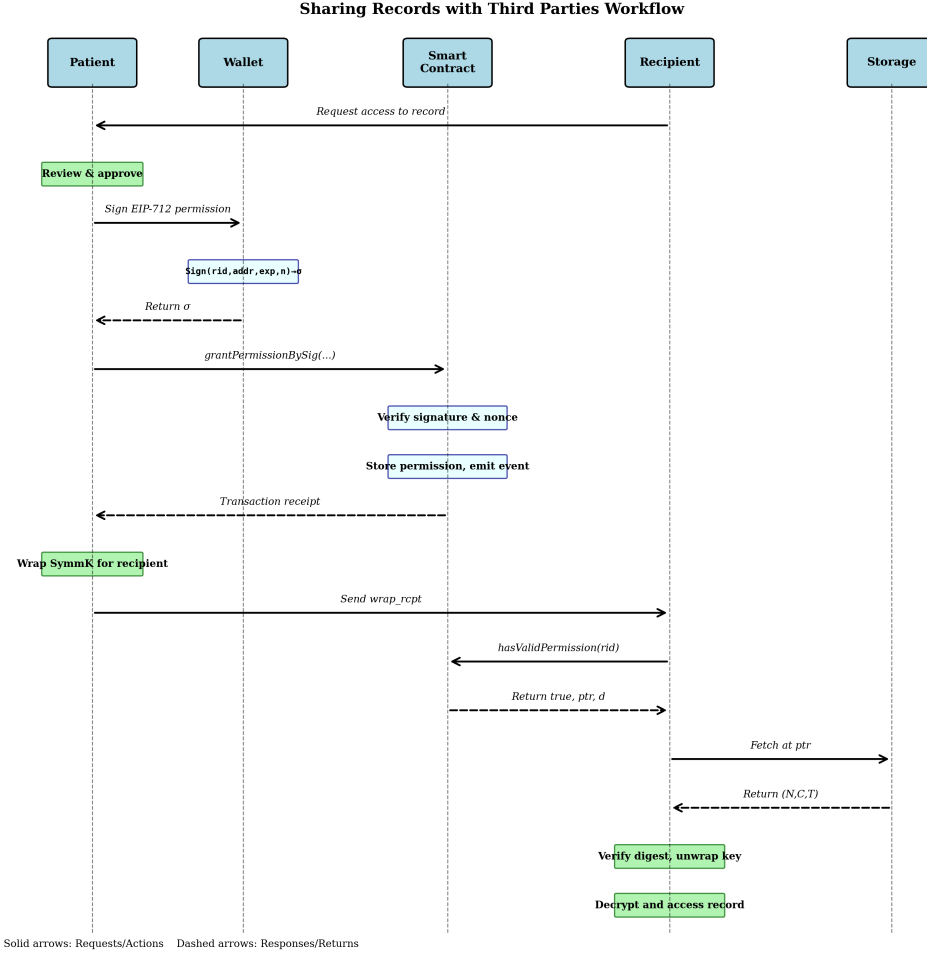 Sharing Records with Third Parties Workflow
Patient
Wallet
Smart
Contract
Recipient
Storage
Request access to record
Review & approve
Sign EIP-712 permission
Sign(rid,addr,exp,n)→σ
Return σ
grantPermissionBySig(...)
Verify signature & nonce
Store permission, emit event
Transaction receipt
Wrap SymmK for recipient
Send wrap_rcpt
hasValidPermission(rid)
Return true, ptr, d
Fetch at ptr
Return (N,C,T)
Verify digest, unwrap key
Decrypt and access record
Solid arrows: Requests/Actions    Dashed arrows: Responses/Returns